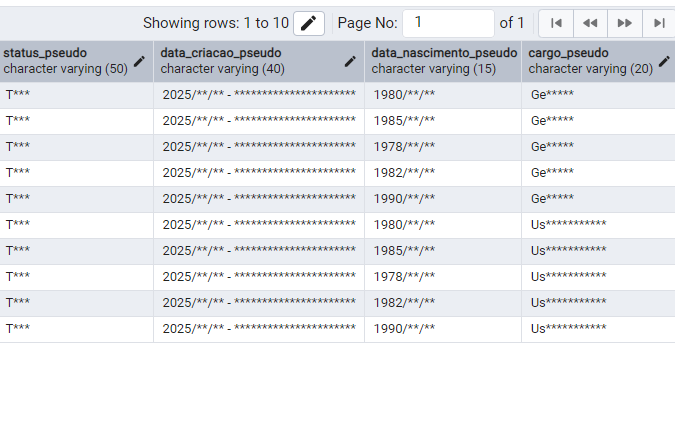 Showing rows: 1 to 10 Page No: 1 of 1
status_pseudo data_criacao_pseudo data_nascimento_pseudo cargo_pseudo
character varying (50) character varying (40) character varying (15) character varying (20)
T*** 2025/**/** - *********************** 1980/**/** Ge*****
T*** 2025/**/** - *********************** 1985/**/** Ge*****
T*** 2025/**/** - *********************** 1978/**/** Ge*****
T*** 2025/**/** - *********************** 1982/**/** Ge*****
T*** 2025/**/** - *********************** 1990/**/** Ge*****
T*** 2025/**/** - *********************** 1980/**/** Us***********
T*** 2025/**/** - *********************** 1985/**/** Us***********
T*** 2025/**/** - *********************** 1978/**/** Us***********
T*** 2025/**/** - *********************** 1982/**/** Us***********
T*** 2025/**/** - *********************** 1990/**/** Us***********